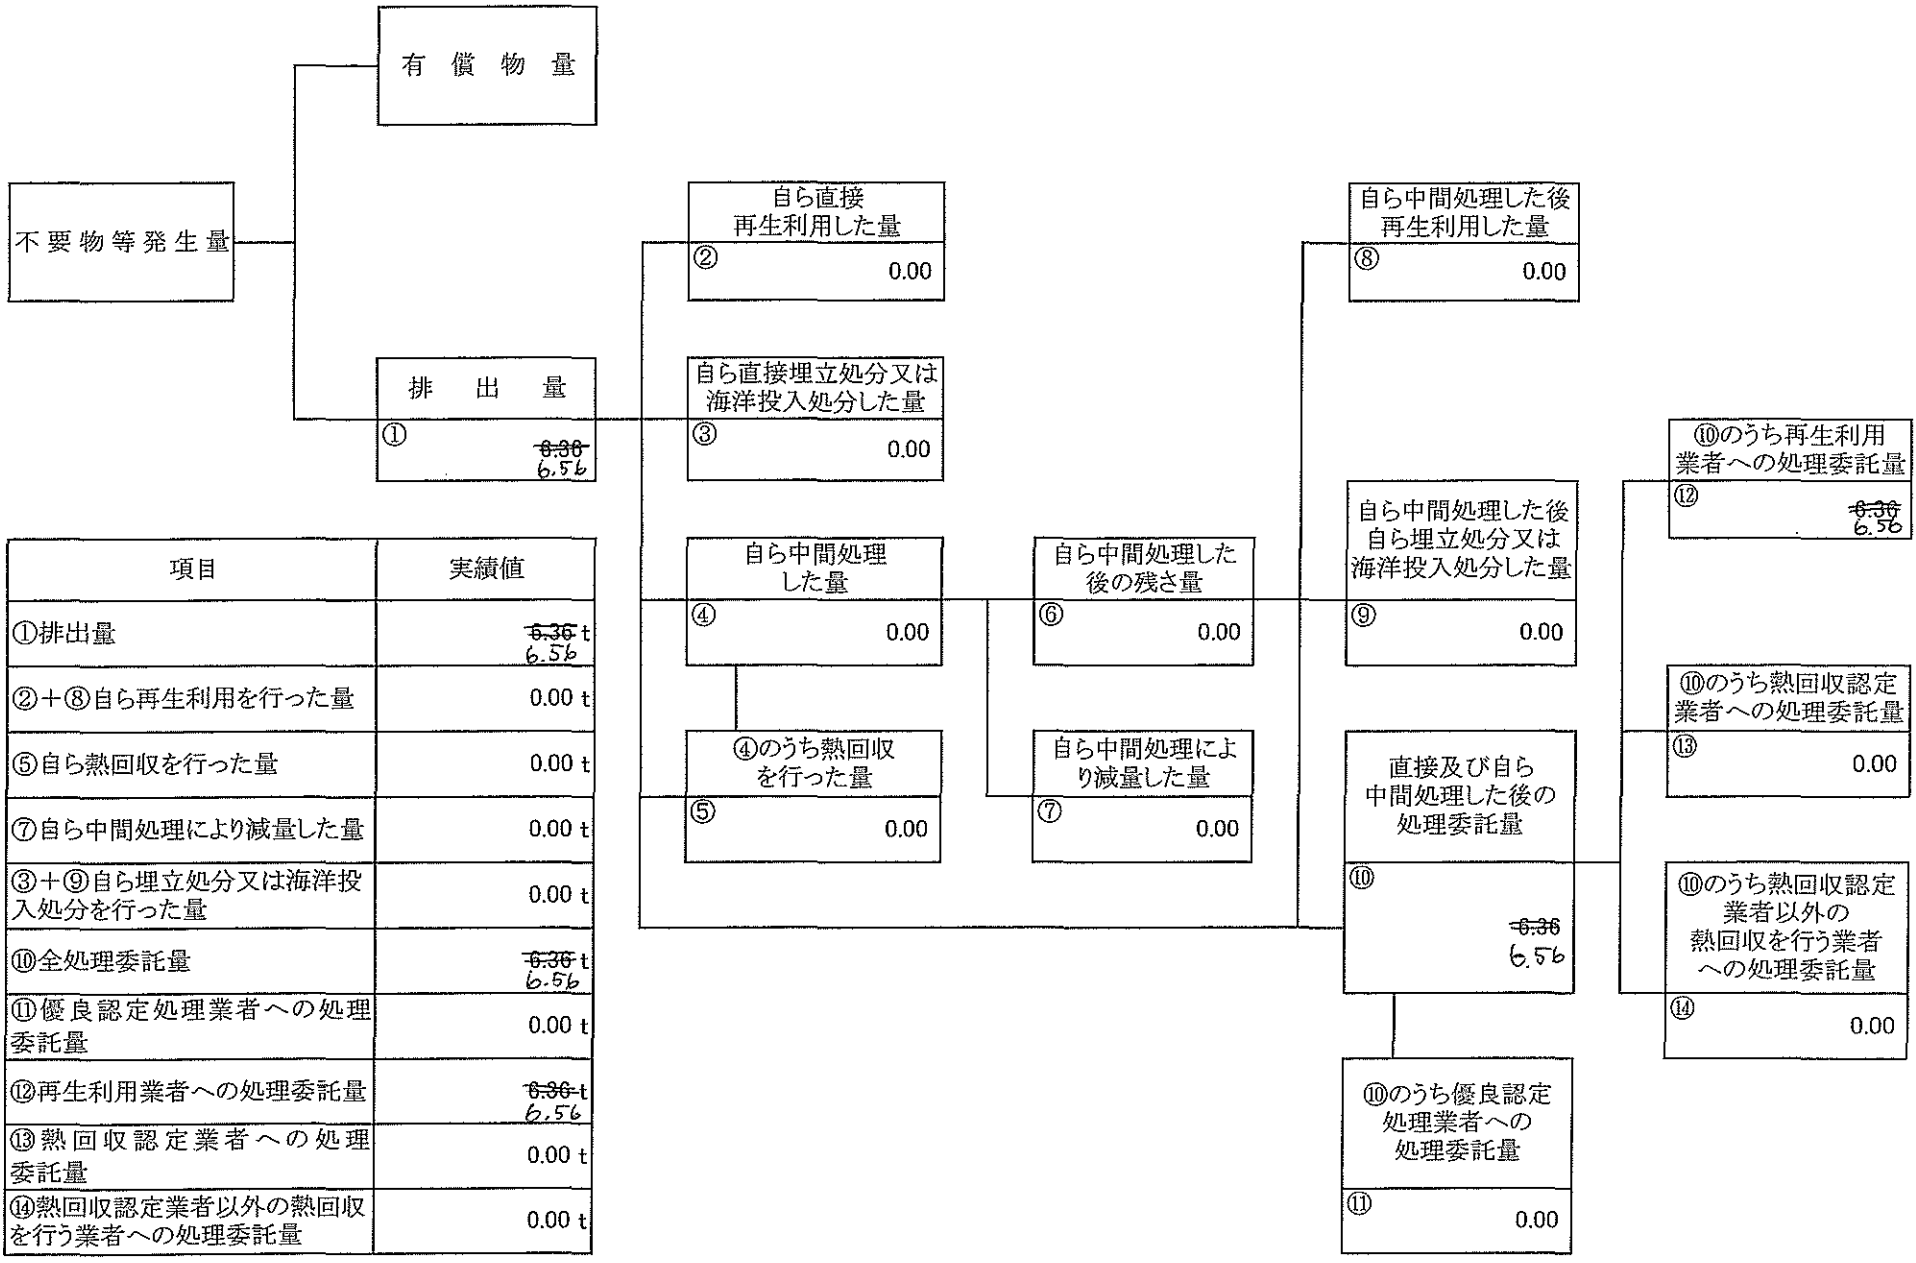 有償物量
不要物等発生量
排出量
①
6.36
6.56
自ら直接
再生利用した量
②
0.00
自ら直接埋立処分又は
海洋投入処分した量
③
0.00
自ら中間処理
した量
④
0.00
④のうち熱回収
を行った量
⑤
0.00
自ら中間処理した
後の残さ量
⑥
0.00
自ら中間処理によ
り減量した量
⑦
0.00
自ら中間処理した後
再生利用した量
⑧
0.00
自ら中間処理した後
自ら埋立処分又は
海洋投入処分した量
⑨
0.00
直接及び自ら
中間処理した後の
処理委託量
⑩
6.36
6.56
⑩のうち優良認定
処理業者への
処理委託量
⑪
0.00
⑩のうち再生利用
業者への処理委託量
⑫
6.36
6.56
⑩のうち熱回収認定
業者への処理委託量
⑬
0.00
⑩のうち熱回収認定
業者以外の
熱回収を行う業者
への処理委託量
⑭
0.00
項目 実績値
①排出量 6.36 t
6.56
②+⑧自ら再生利用を行った量 0.00 t
⑤自ら熱回収を行った量 0.00 t
⑦自ら中間処理により減量した量 0.00 t
③+⑨自ら埋立処分又は海洋投
入処分を行った量 0.00 t
⑩全処理委託量 6.36 t
6.56
⑪優良認定処理業者への処理
委託量 0.00 t
⑫再生利用業者への処理委託量 6.36 t
6.56
⑬熱回収認定業者への処理
委託量 0.00 t
⑭熱回収認定業者以外の熱回収
を行う業者への処理委託量 0.00 t